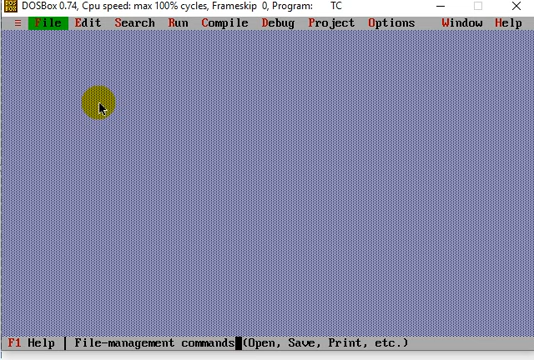 DOSBox 0.74, Cpu speed: max 100% cycles, Frameskip 0, Program: TC
≡ File Edit Search Run Compile Debug Project Options Window Help
F1 Help | File-management commands (Open, Save, Print, etc.)